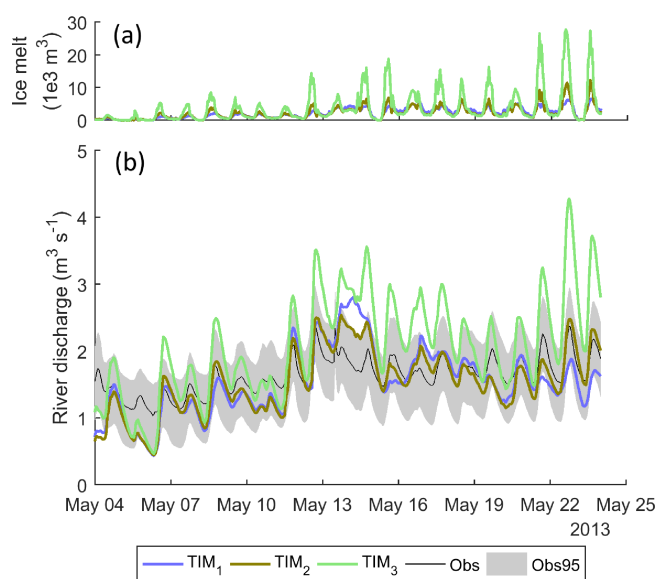 (a)
Ice melt
(1e3 m³)
30
20
10
0
(b)
River discharge (m³ s⁻¹)
5
4
3
2
1
0
May 04 May 07 May 10 May 13 May 16 May 19 May 22 May 25
2013
TIM₁ TIM₂ TIM₃ Obs Obs95